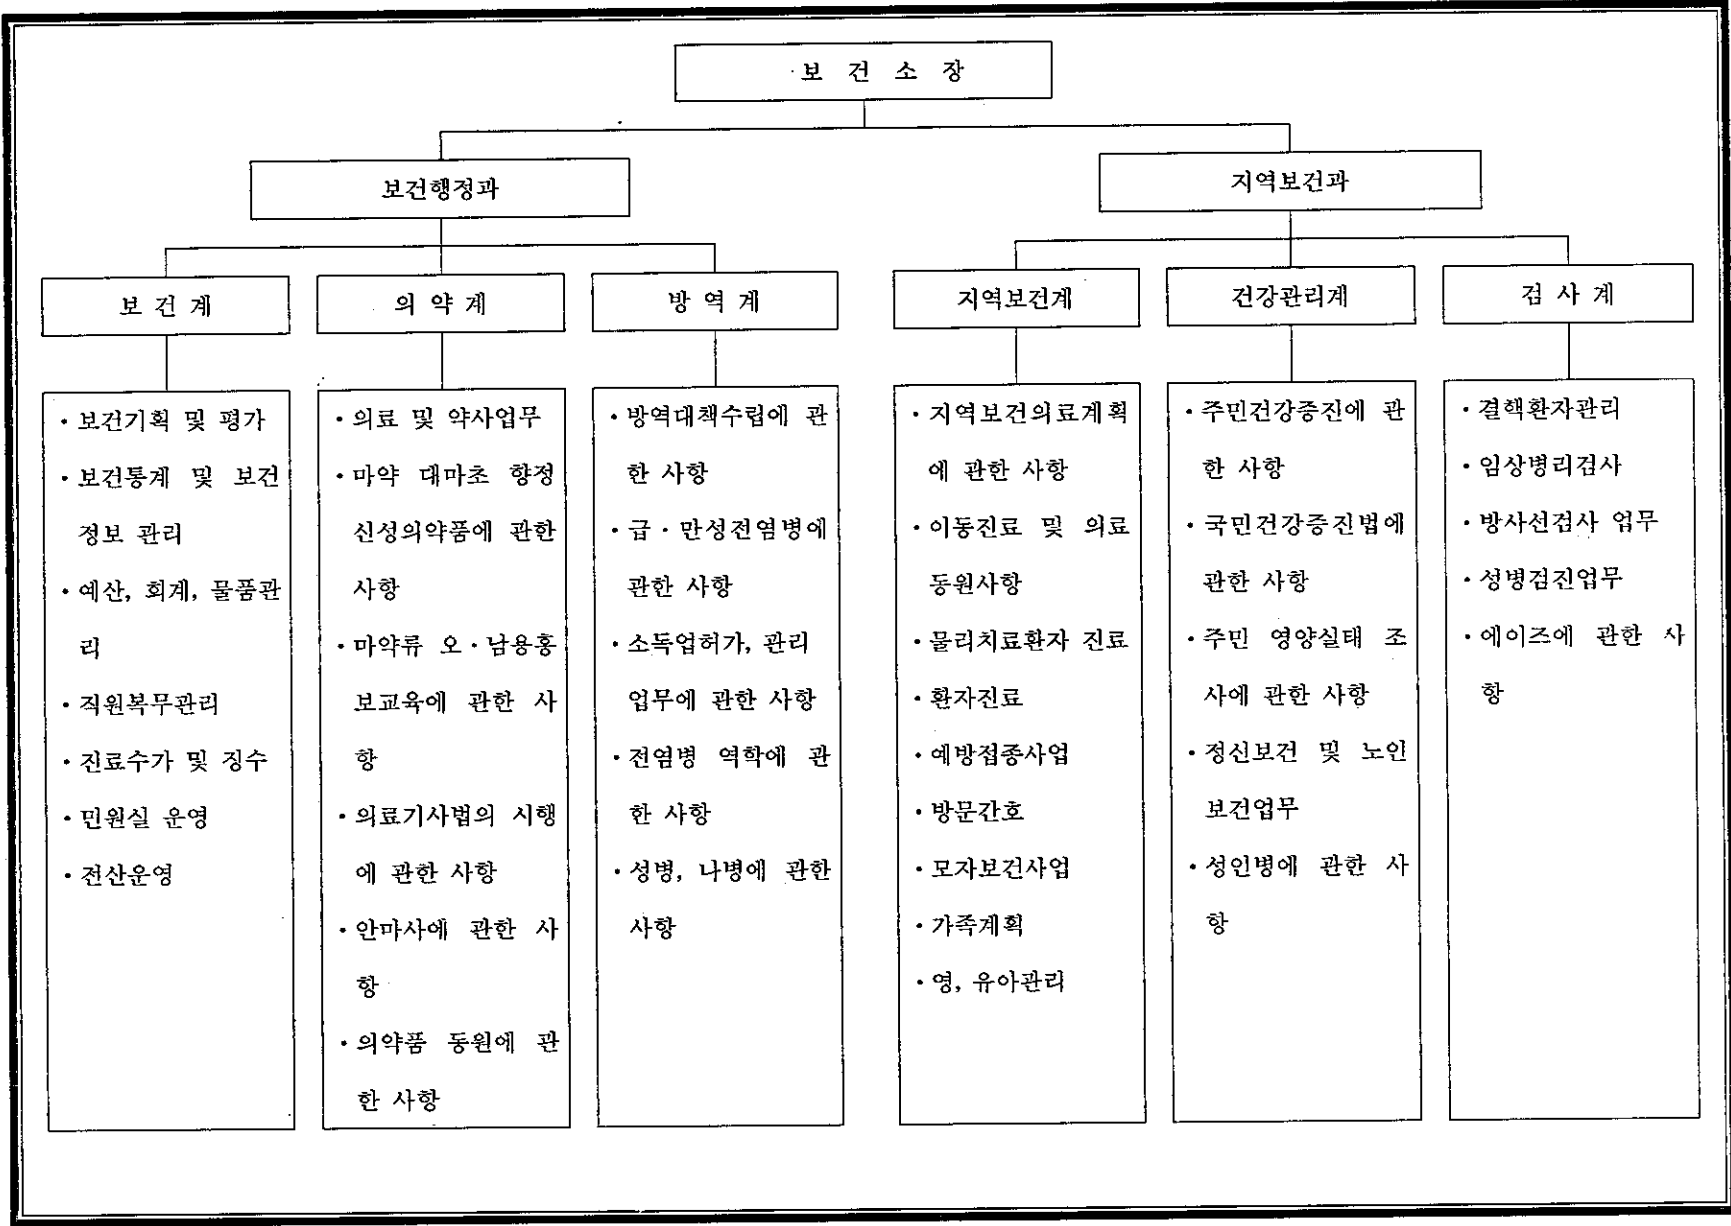 보 건 소 장
보건행정과
지역보건과
보 건 계
의 약 계
방 역 계
지역보건계
건강관리계
검 사 계
· 보건기획 및 평가
· 보건통계 및 보건
정보 관리
· 예산, 회계, 물품관
리
· 직원복무관리
· 진료수가 및 징수
· 민원실 운영
· 전산운영
· 의료 및 약사업무
· 마약 대마초 향정
신성의약품에 관한
사항
· 마약류 오·남용홍
보교육에 관한 사
항
· 의료기사법의 시행
에 관한 사항
· 안마사에 관한 사
항
· 의약품 동원에 관
한 사항
· 방역대책수립에 관
한 사항
· 급·만성전염병에
관한 사항
· 소독업허가, 관리
업무에 관한 사항
· 전염병 역학에 관
한 사항
· 성병, 나병에 관한
사항
· 지역보건의료계획
에 관한 사항
· 이동진료 및 의료
동원사항
· 물리치료환자 진료
· 환자진료
· 예방접종사업
· 방문간호
· 모자보건사업
· 가족계획
· 영, 유아관리
· 주민건강증진에 관
한 사항
· 국민건강증진법에
관한 사항
· 주민 영양실태 조
사에 관한 사항
· 정신보건 및 노인
보건업무
· 성인병에 관한 사
항
· 결핵환자관리
· 임상병리검사
· 방사선검사 업무
· 성병검진업무
· 에이즈에 관한 사
항